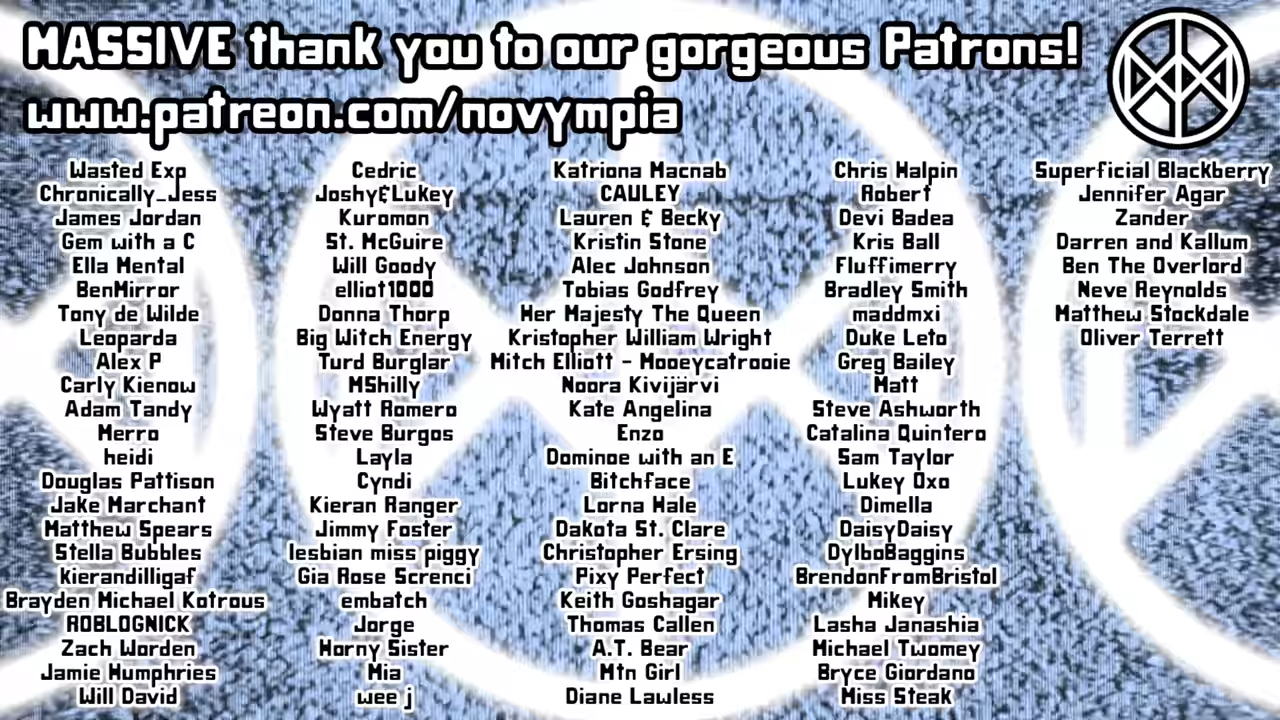 MASSIVE thank you to our gorgeous Patrons!
www.patreon.com/novympia
Wasted Exp
Chronically_Jess
James Jordan
Gem with a C
Ella Mental
BenMirror
Tony de Wilde
Leoparda
Alex P
Carly Kienow
Adam Tandy
Merro
heidi
Douglas Pattison
Jake Marchant
Matthew Spears
Stella Bubbles
kierandilligaf
Brayden Michael Kotrous
ROBLOGNICK
Zach Worden
Jamie Humphries
Will David
Cedric
Joshy&Lukey
Kuromon
St. McGuire
Will Goody
elliot1000
Donna Thorp
Big Witch Energy
Turd Burglar
MShilly
Wyatt Romero
Steve Burgos
Layla
Cyndi
Kieran Ranger
Jimmy Foster
lesbian miss piggy
Gia Rose Screnci
embatch
Jorge
Horny Sister
Mia
wee j
Katriona Macnab
CAULEY
Lauren & Becky
Kristin Stone
Alec Johnson
Tobias Godfrey
Her Majesty The Queen
Kristopher William Wright
Mitch Elliott - Mooeycatrooie
Noora Kivijärvi
Kate Angelina
Enzo
Dominoe with an E
Bitchface
Lorna Hale
Dakota St. Clare
Christopher Ersing
Pixy Perfect
Keith Goshagar
Thomas Callen
A.T. Bear
Mtn Girl
Diane Lawless
Chris Halpin
Robert
Devi Badea
Kris Ball
Fluffimerry
Bradley Smith
maddmxi
Duke Leto
Greg Bailey
Matt
Steve Ashworth
Catalina Quintero
Sam Taylor
Lukey Oxo
Dimella
DaisyDaisy
DylboBaggins
BrendonFromBristol
Mikey
Lasha Janashia
Michael Twomey
Bryce Giordano
Miss Steak
Superficial Blackberry
Jennifer Agar
Zander
Darren and Kallum
Ben The Overlord
Neve Reynolds
Matthew Stockdale
Oliver Terrett